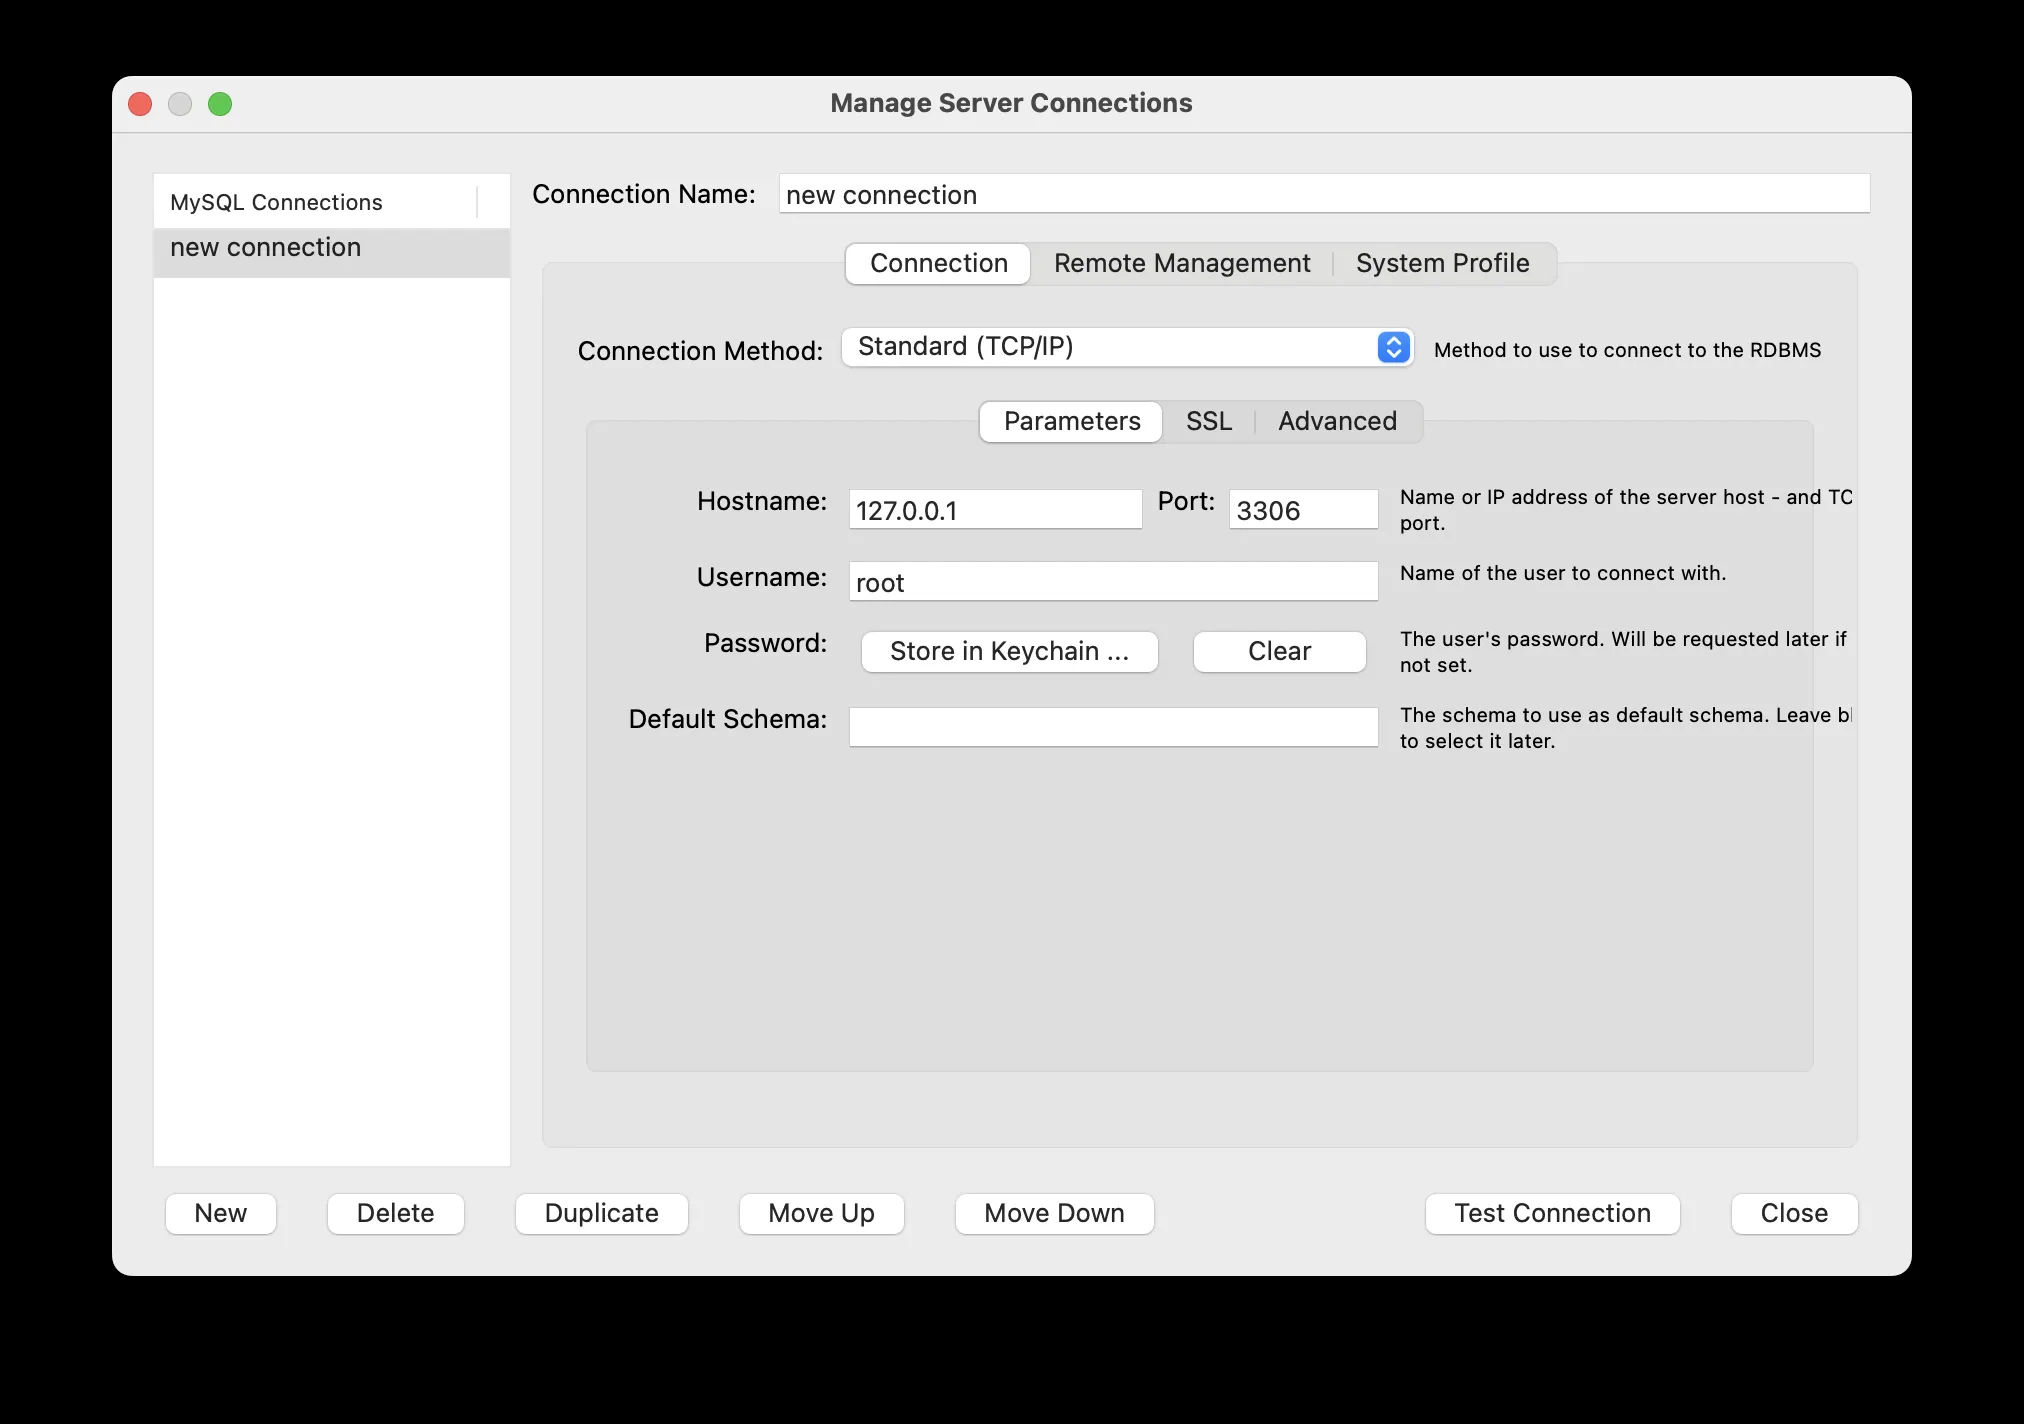 Manage Server Connections
MySQL Connections
new connection
Connection Name: new connection
Connection Remote Management System Profile
Connection Method: Standard (TCP/IP) Method to use to connect to the RDBMS
Parameters SSL Advanced
Hostname: 127.0.0.1 Port: 3306 Name or IP address of the server host - and TC
port.
Username: root Name of the user to connect with.
Password: Store in Keychain ... Clear The user's password. Will be requested later if
not set.
Default Schema: The schema to use as default schema. Leave bl
to select it later.
New Delete Duplicate Move Up Move Down Test Connection Close